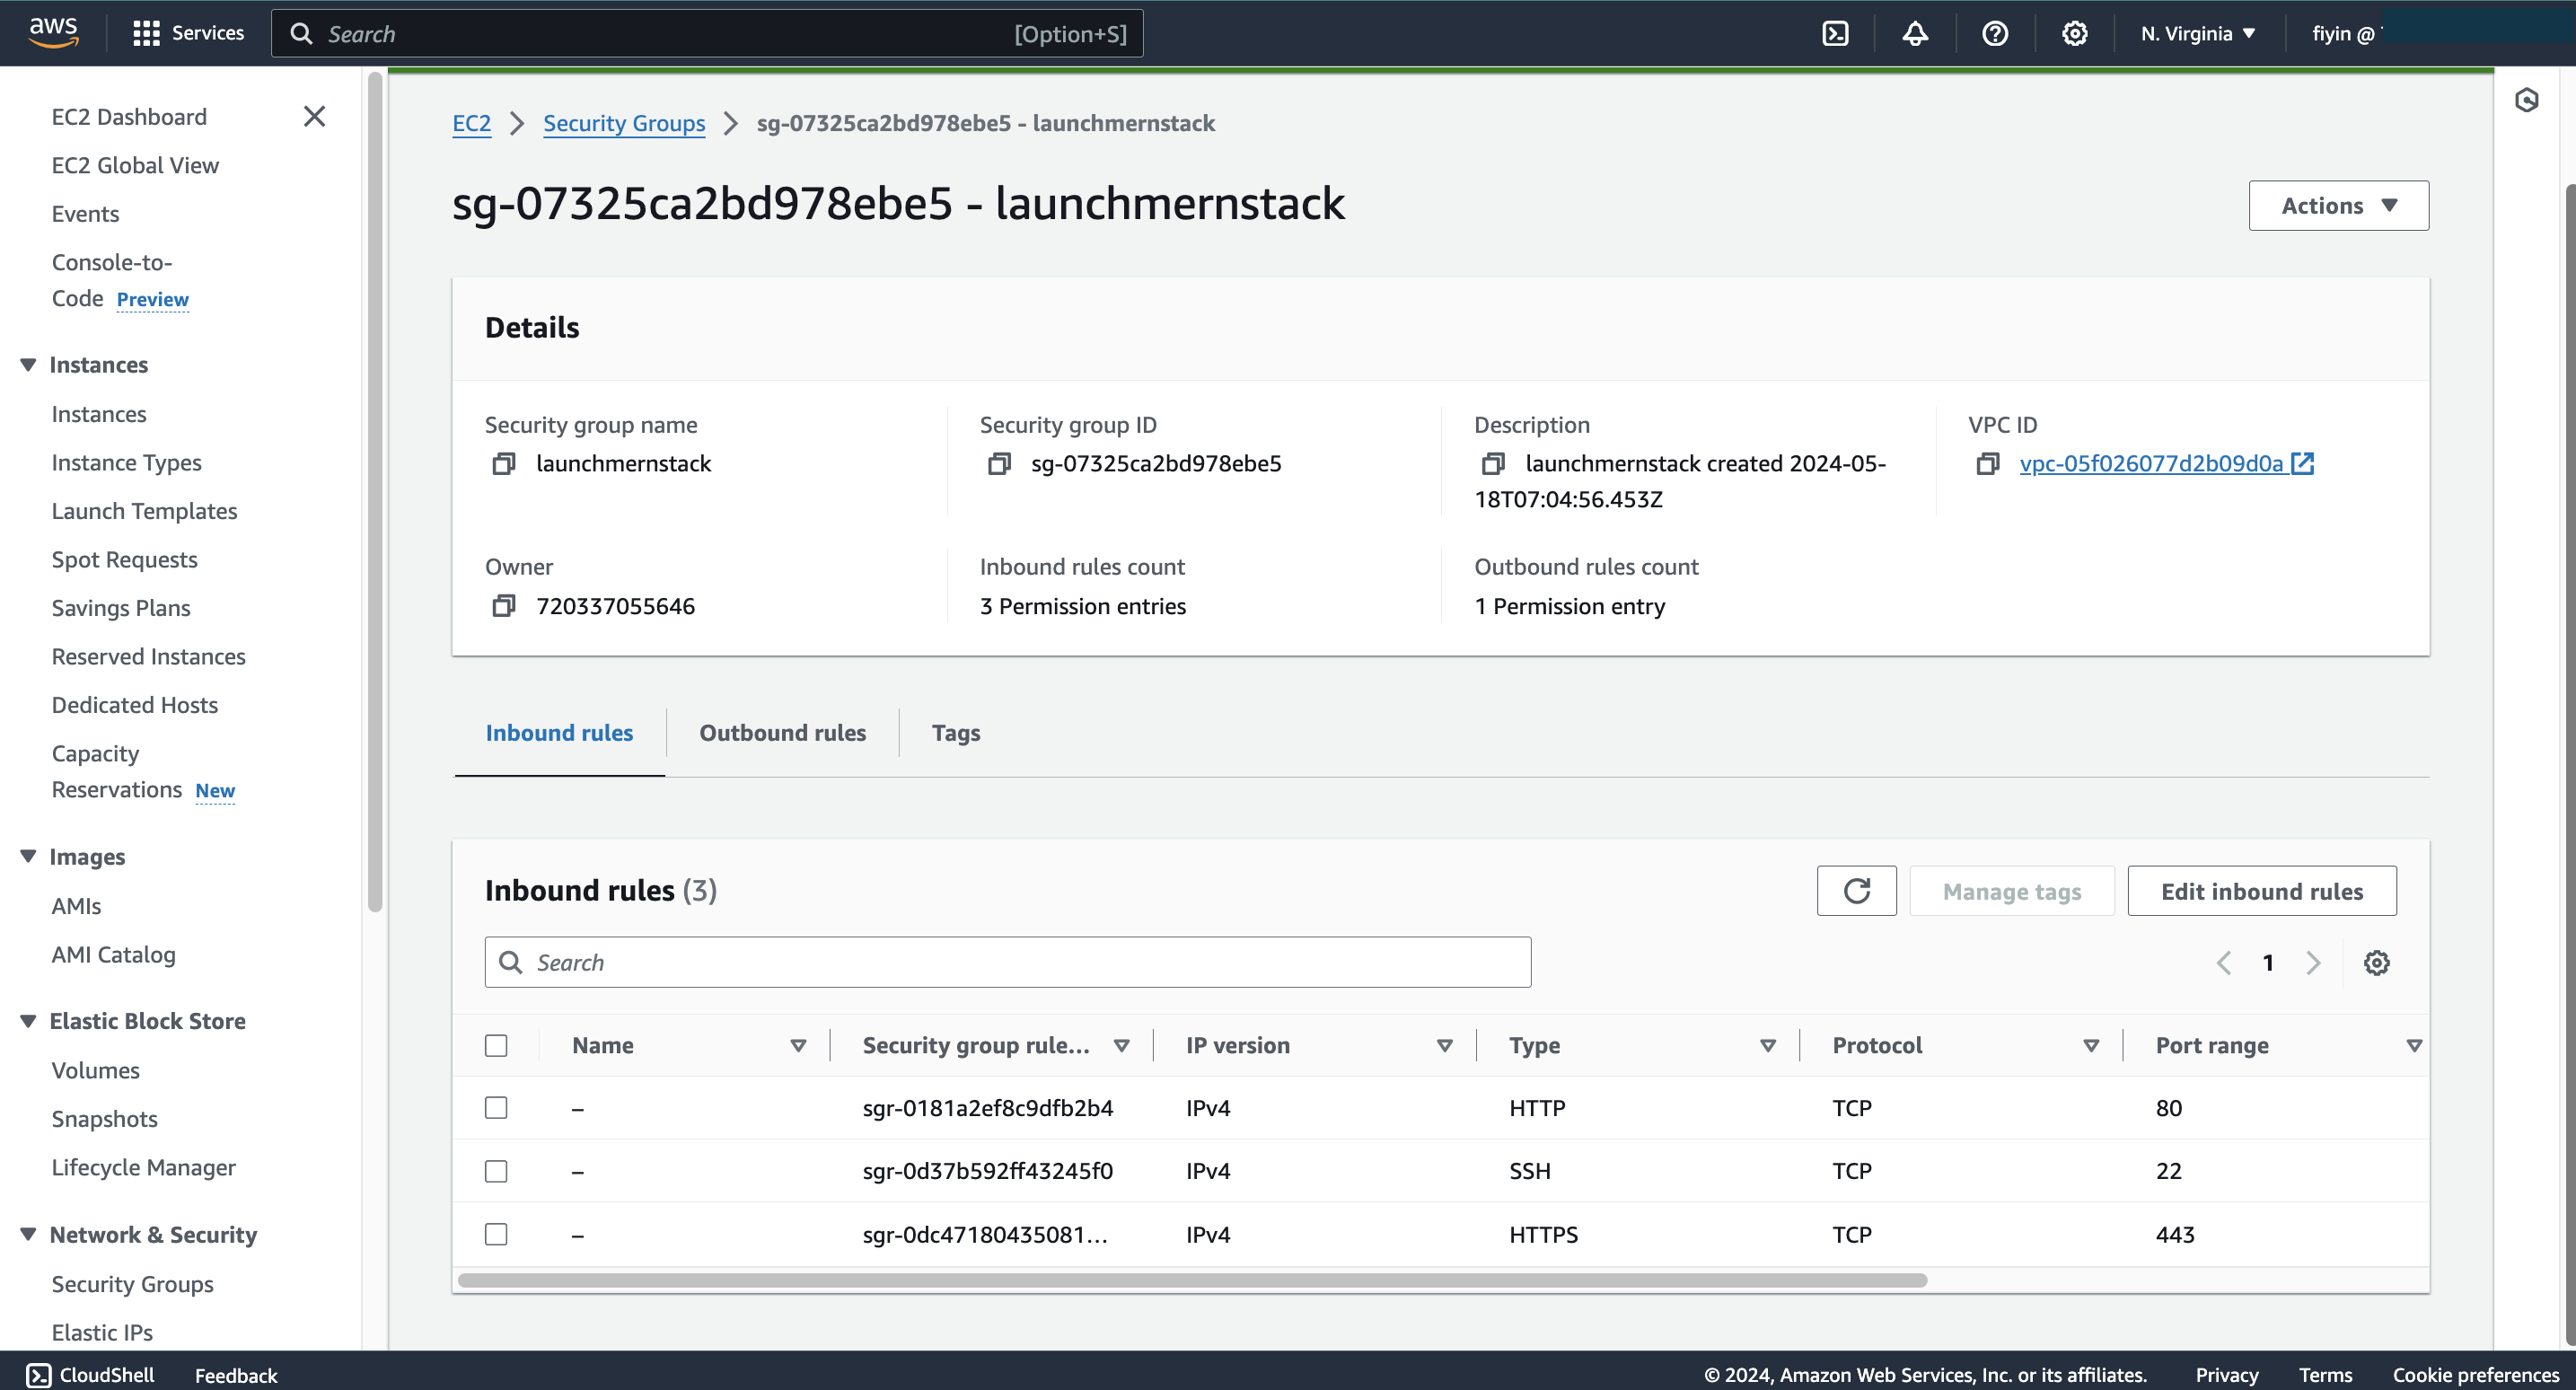 aws
Services
Search
[Option+S]
N. Virginia
fiyin @
EC2 Dashboard
EC2 Global View
Events
Console-to-
Code Preview
Instances
Instances
Instance Types
Launch Templates
Spot Requests
Savings Plans
Reserved Instances
Dedicated Hosts
Capacity
Reservations New
Images
AMIs
AMI Catalog
Elastic Block Store
Volumes
Snapshots
Lifecycle Manager
Network & Security
Security Groups
Elastic IPs
EC2 Security Groups sg-07325ca2bd978ebe5 - launchmernstack
sg-07325ca2bd978ebe5 - launchmernstack
Actions
Details
Security group name
launchmernstack
Security group ID
sg-07325ca2bd978ebe5
Description
launchmernstack created 2024-05-
18T07:04:56.453Z
VPC ID
vpc-05f026077d2b09d0a
Owner
720337055646
Inbound rules count
3 Permission entries
Outbound rules count
1 Permission entry
Inbound rules Outbound rules Tags
Inbound rules (3)
Manage tags
Edit inbound rules
Search
1
Name Security group rule... IP version Type Protocol Port range
– sgr-0181a2ef8c9dfb2b4 IPv4 HTTP TCP 80
– sgr-0d37b592ff43245f0 IPv4 SSH TCP 22
– sgr-0dc47180435081... IPv4 HTTPS TCP 443
CloudShell Feedback © 2024, Amazon Web Services, Inc. or its affiliates. Privacy Terms Cookie preferences